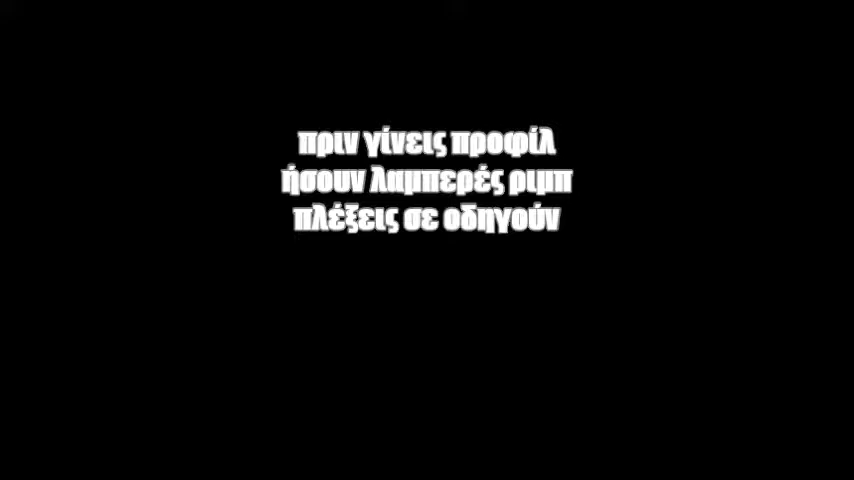 πριν γίνεις προφίλ
ήσουν λαμπερές ριμπ
πλέξεις σε οδηγούν